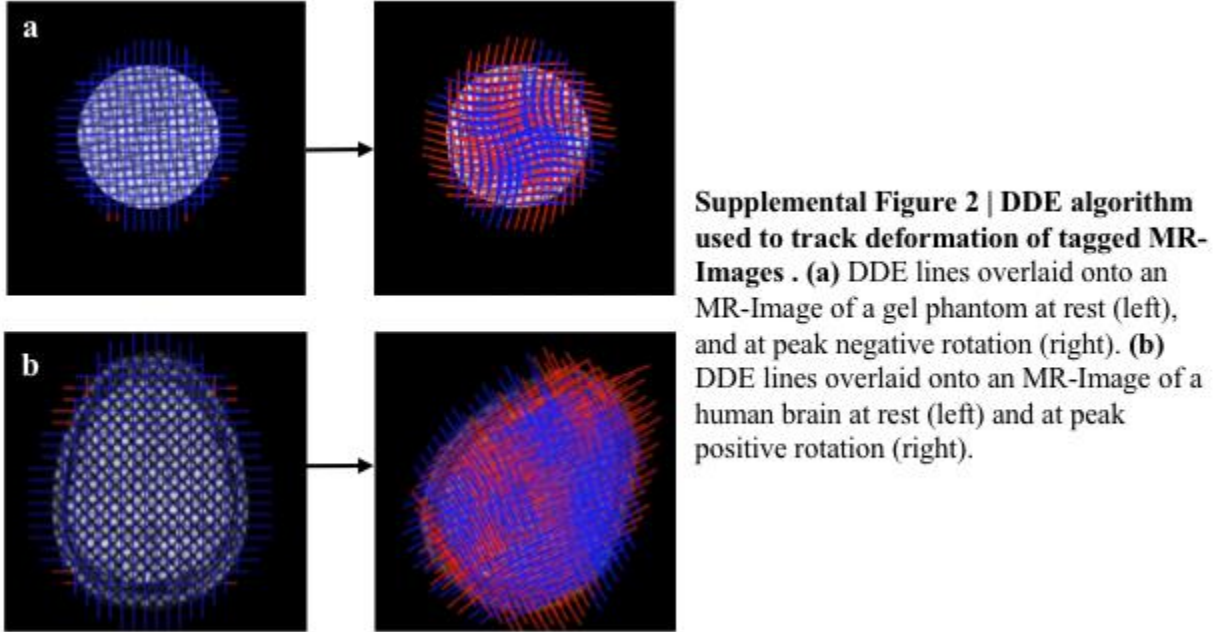 a
Supplemental Figure 2 | DDE algorithm
used to track deformation of tagged MR-
Images . (a) DDE lines overlaid onto an
MR-Image of a gel phantom at rest (left),
and at peak negative rotation (right). (b)
DDE lines overlaid onto an MR-Image of a
human brain at rest (left) and at peak
positive rotation (right).
b